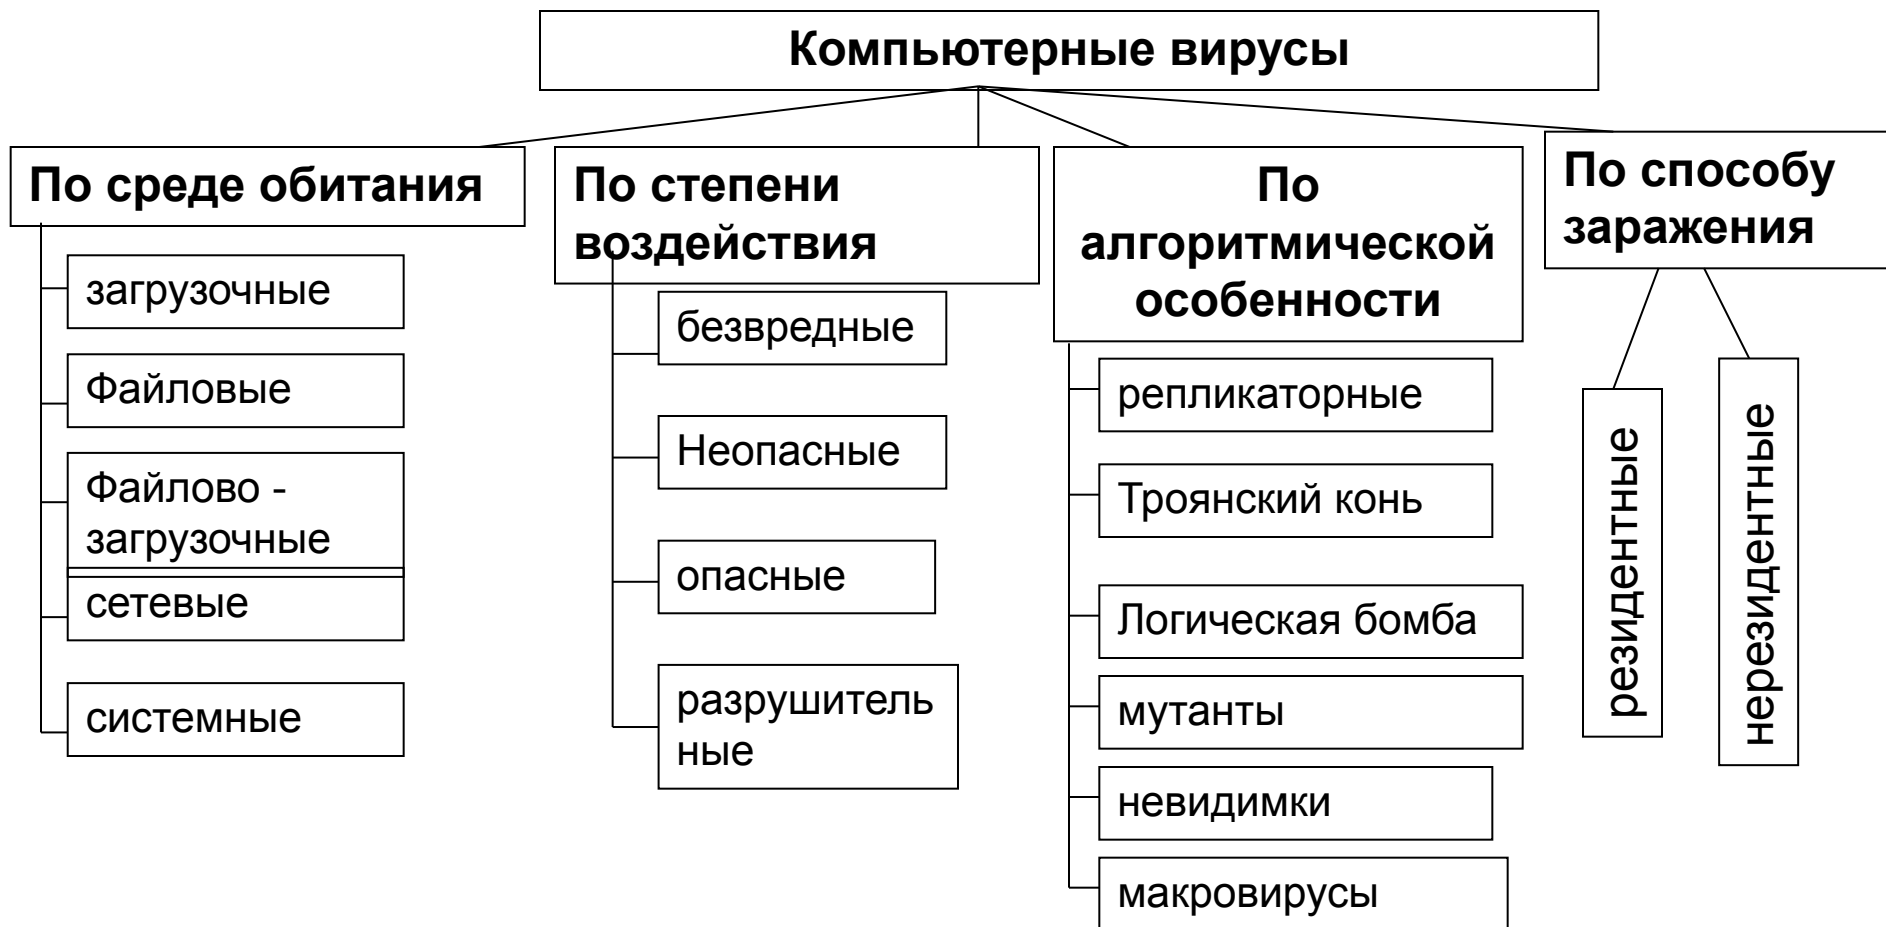 Компьютерные вирусы
По среде обитания
загрузочные
Файловые
Файлово -
загрузочные
сетевые
системные
По степени
воздействия
безвредные
Неопасные
опасные
разрушитель
ные
По
алгоритмической
особенности
репликаторные
Троянский конь
Логическая бомба
мутанты
невидимки
макровирусы
По способу
заражения
резидентные
нерезидентные